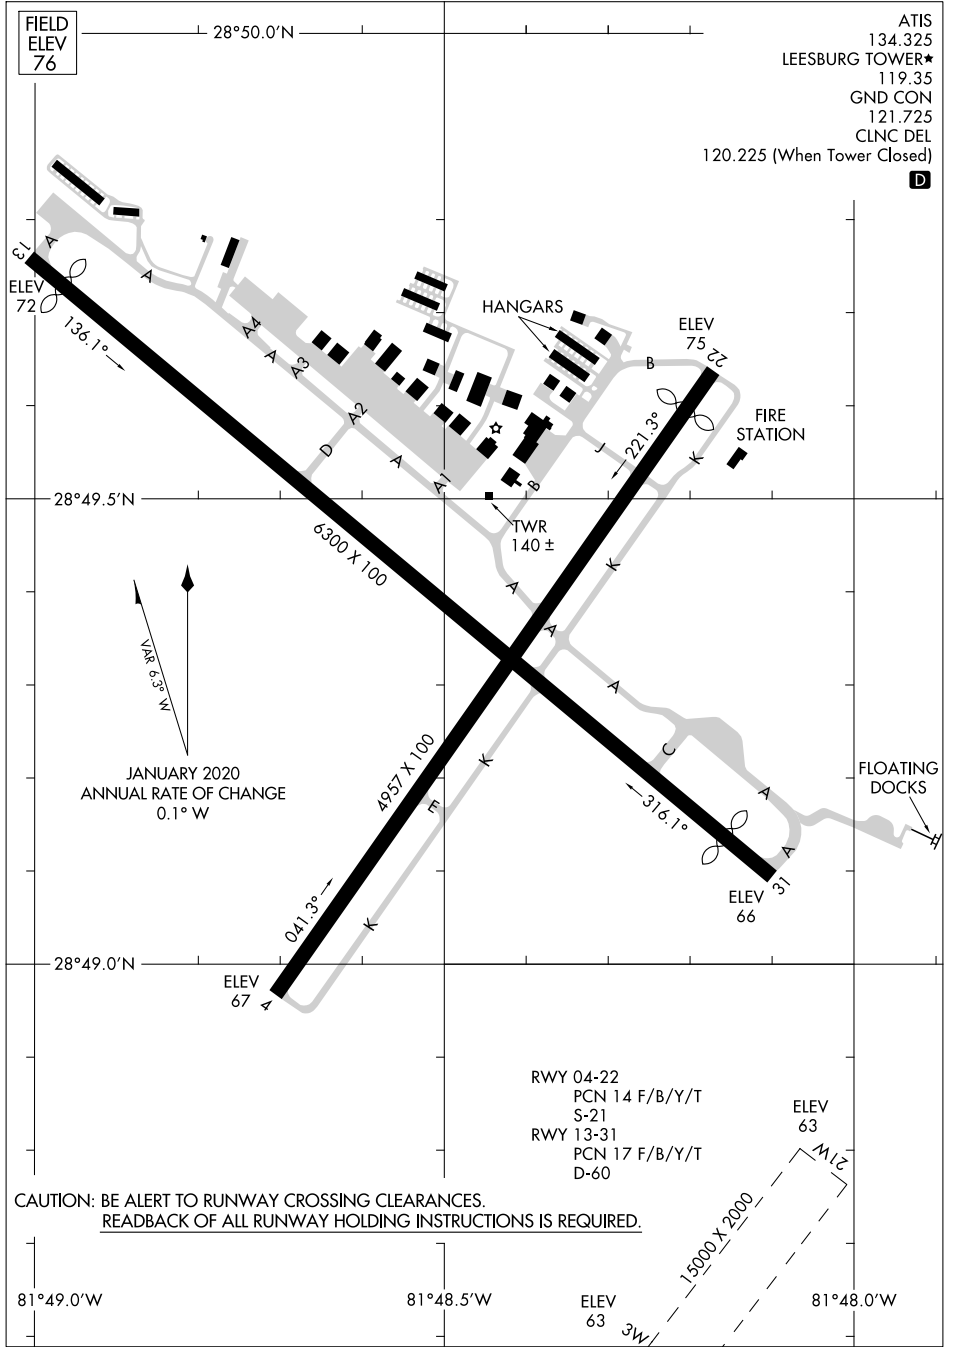 FIELD
ELEV
76
28°50.0'N
ATIS
134.325
LEESBURG TOWER★
119.35
GND CON
121.725
CLNC DEL
120.225 (When Tower Closed)
D
13
A
ELEV
72
A
136.1°
A4
A
A3
A2
D
A
A1
HANGARS
ELEV
75
22
B
FIRE
STATION
221.3°
J
K
B
28°49.5'N
TWR
140 ±
6300 X 100
K
A
A
A
VAR 6.3° W
JANUARY 2020
ANNUAL RATE OF CHANGE
0.1° W
4957 X 100
K
E
C
A
316.1°
FLOATING
DOCKS
A
31
ELEV
66
041.3°
K
28°49.0'N
ELEV
67
4
RWY 04-22
PCN 14 F/B/Y/T
S-21
RWY 13-31
PCN 17 F/B/Y/T
D-60
ELEV
63
21W
CAUTION: BE ALERT TO RUNWAY CROSSING CLEARANCES.
READBACK OF ALL RUNWAY HOLDING INSTRUCTIONS IS REQUIRED.
15000 X 2000
81°49.0'W
81°48.5'W
81°48.0'W
ELEV
63
3W